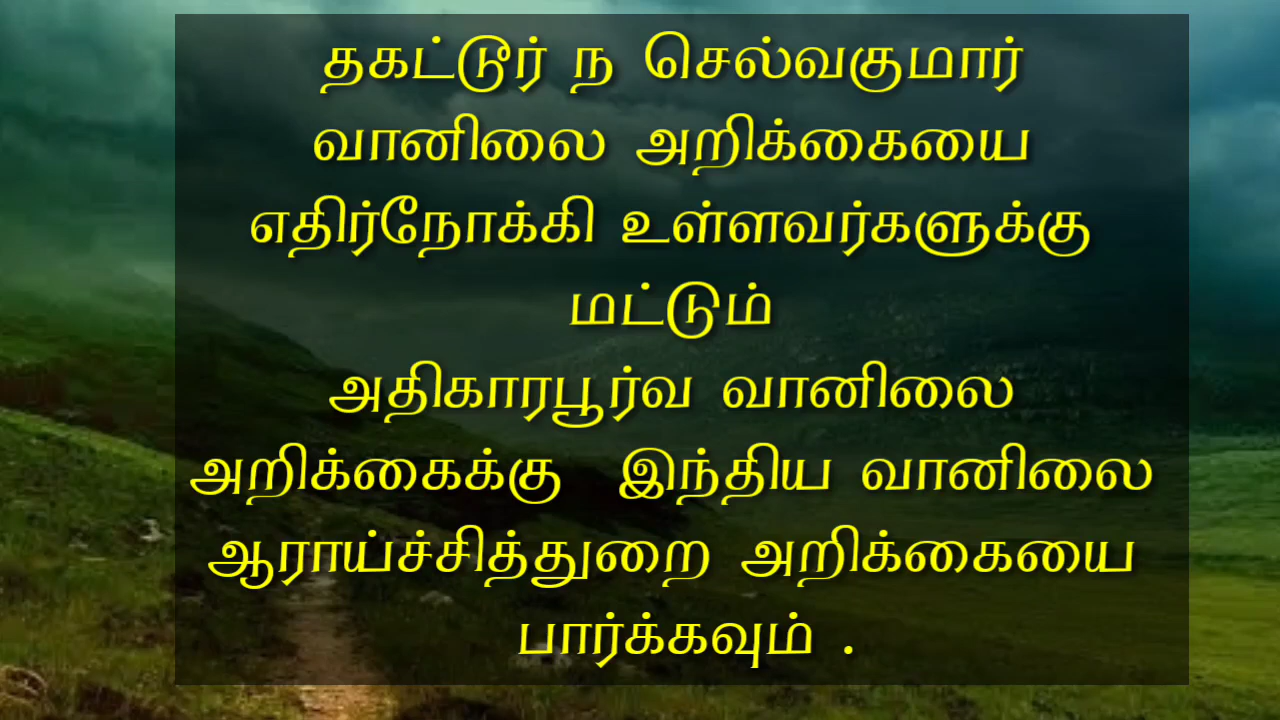 தகட்டூர் ந செல்வகுமார்
வானிலை அறிக்கையை
எதிர்நோக்கி உள்ளவர்களுக்கு
மட்டும்
அதிகாரபூர்வ வானிலை
அறிக்கைக்கு இந்திய வானிலை
ஆராய்ச்சித்துறை அறிக்கையை
பார்க்கவும் .